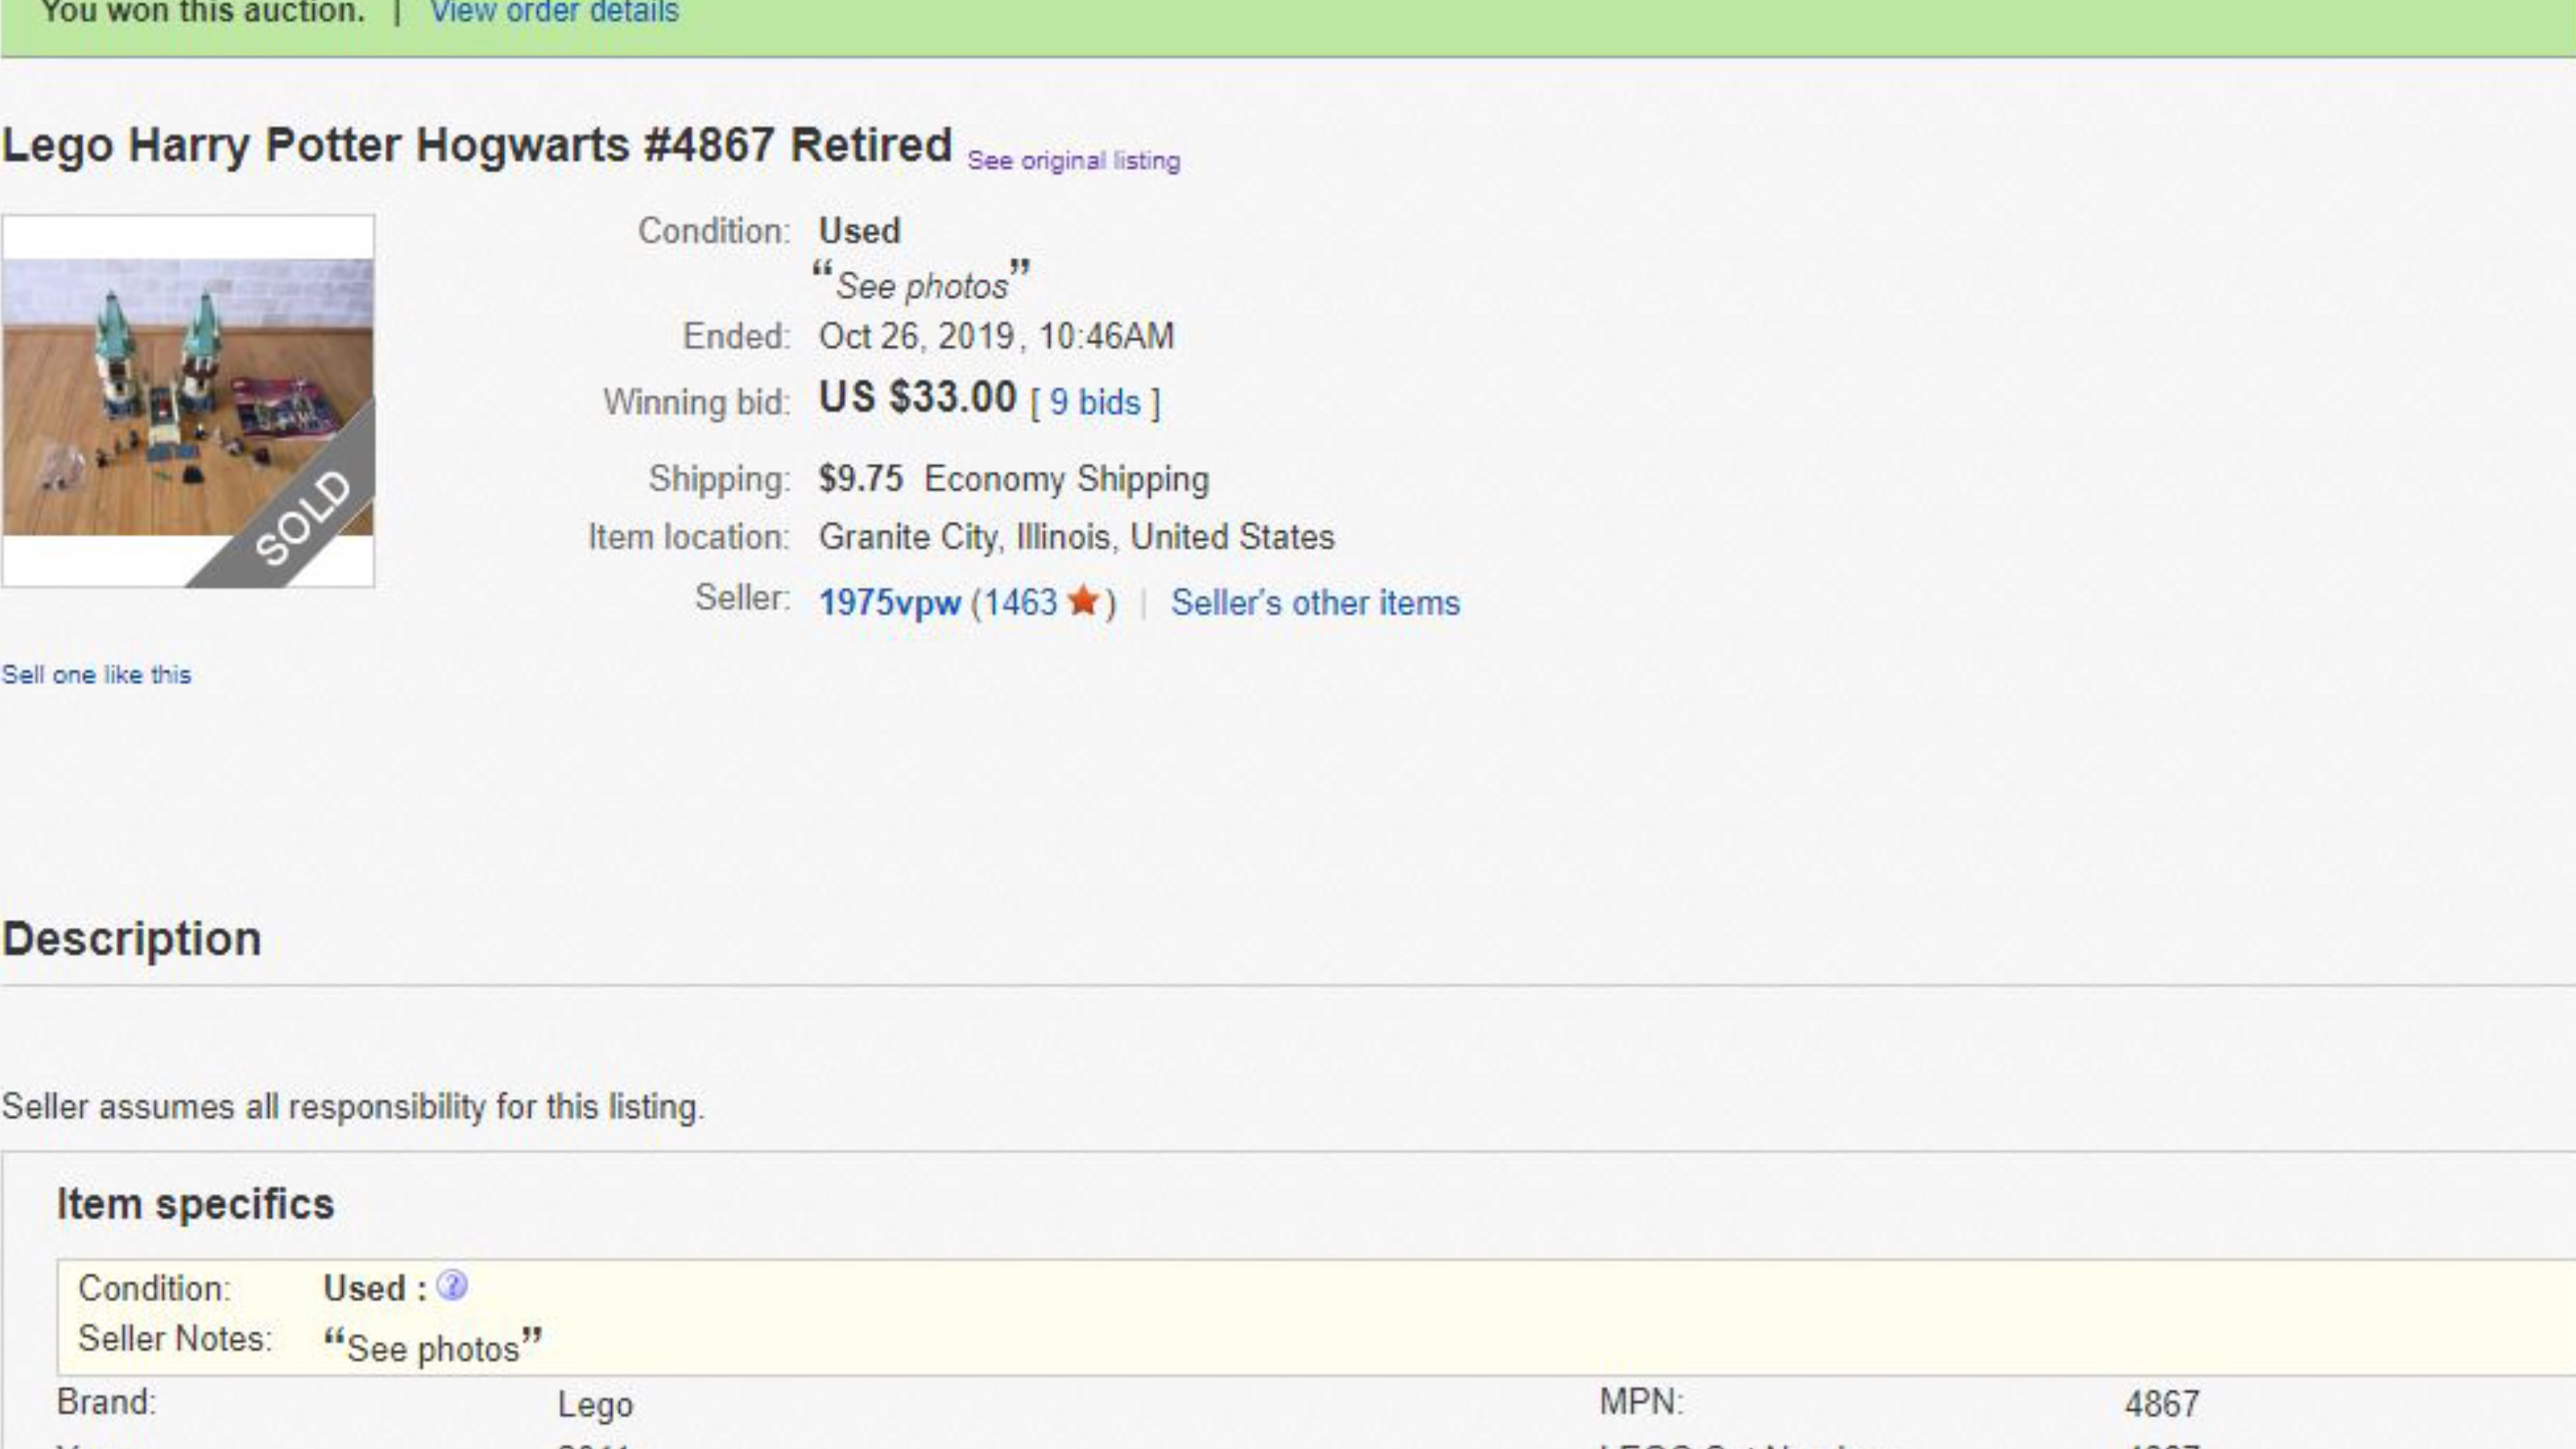 You won this auction. | View order details
Lego Harry Potter Hogwarts #4867 Retired See original listing
Condition: Used
“See photos”
Ended: Oct 26, 2019, 10:46AM
Winning bid: US $33.00 [ 9 bids ]
Shipping: $9.75 Economy Shipping
Item location: Granite City, Illinois, United States
Seller: 1975vpw (1463 ) | Seller's other items
SOLD
Sell one like this
Description
Seller assumes all responsibility for this listing.
Item specifics
Condition: Used : ?
Seller Notes: “See photos”
Brand: Lego MPN: 4867